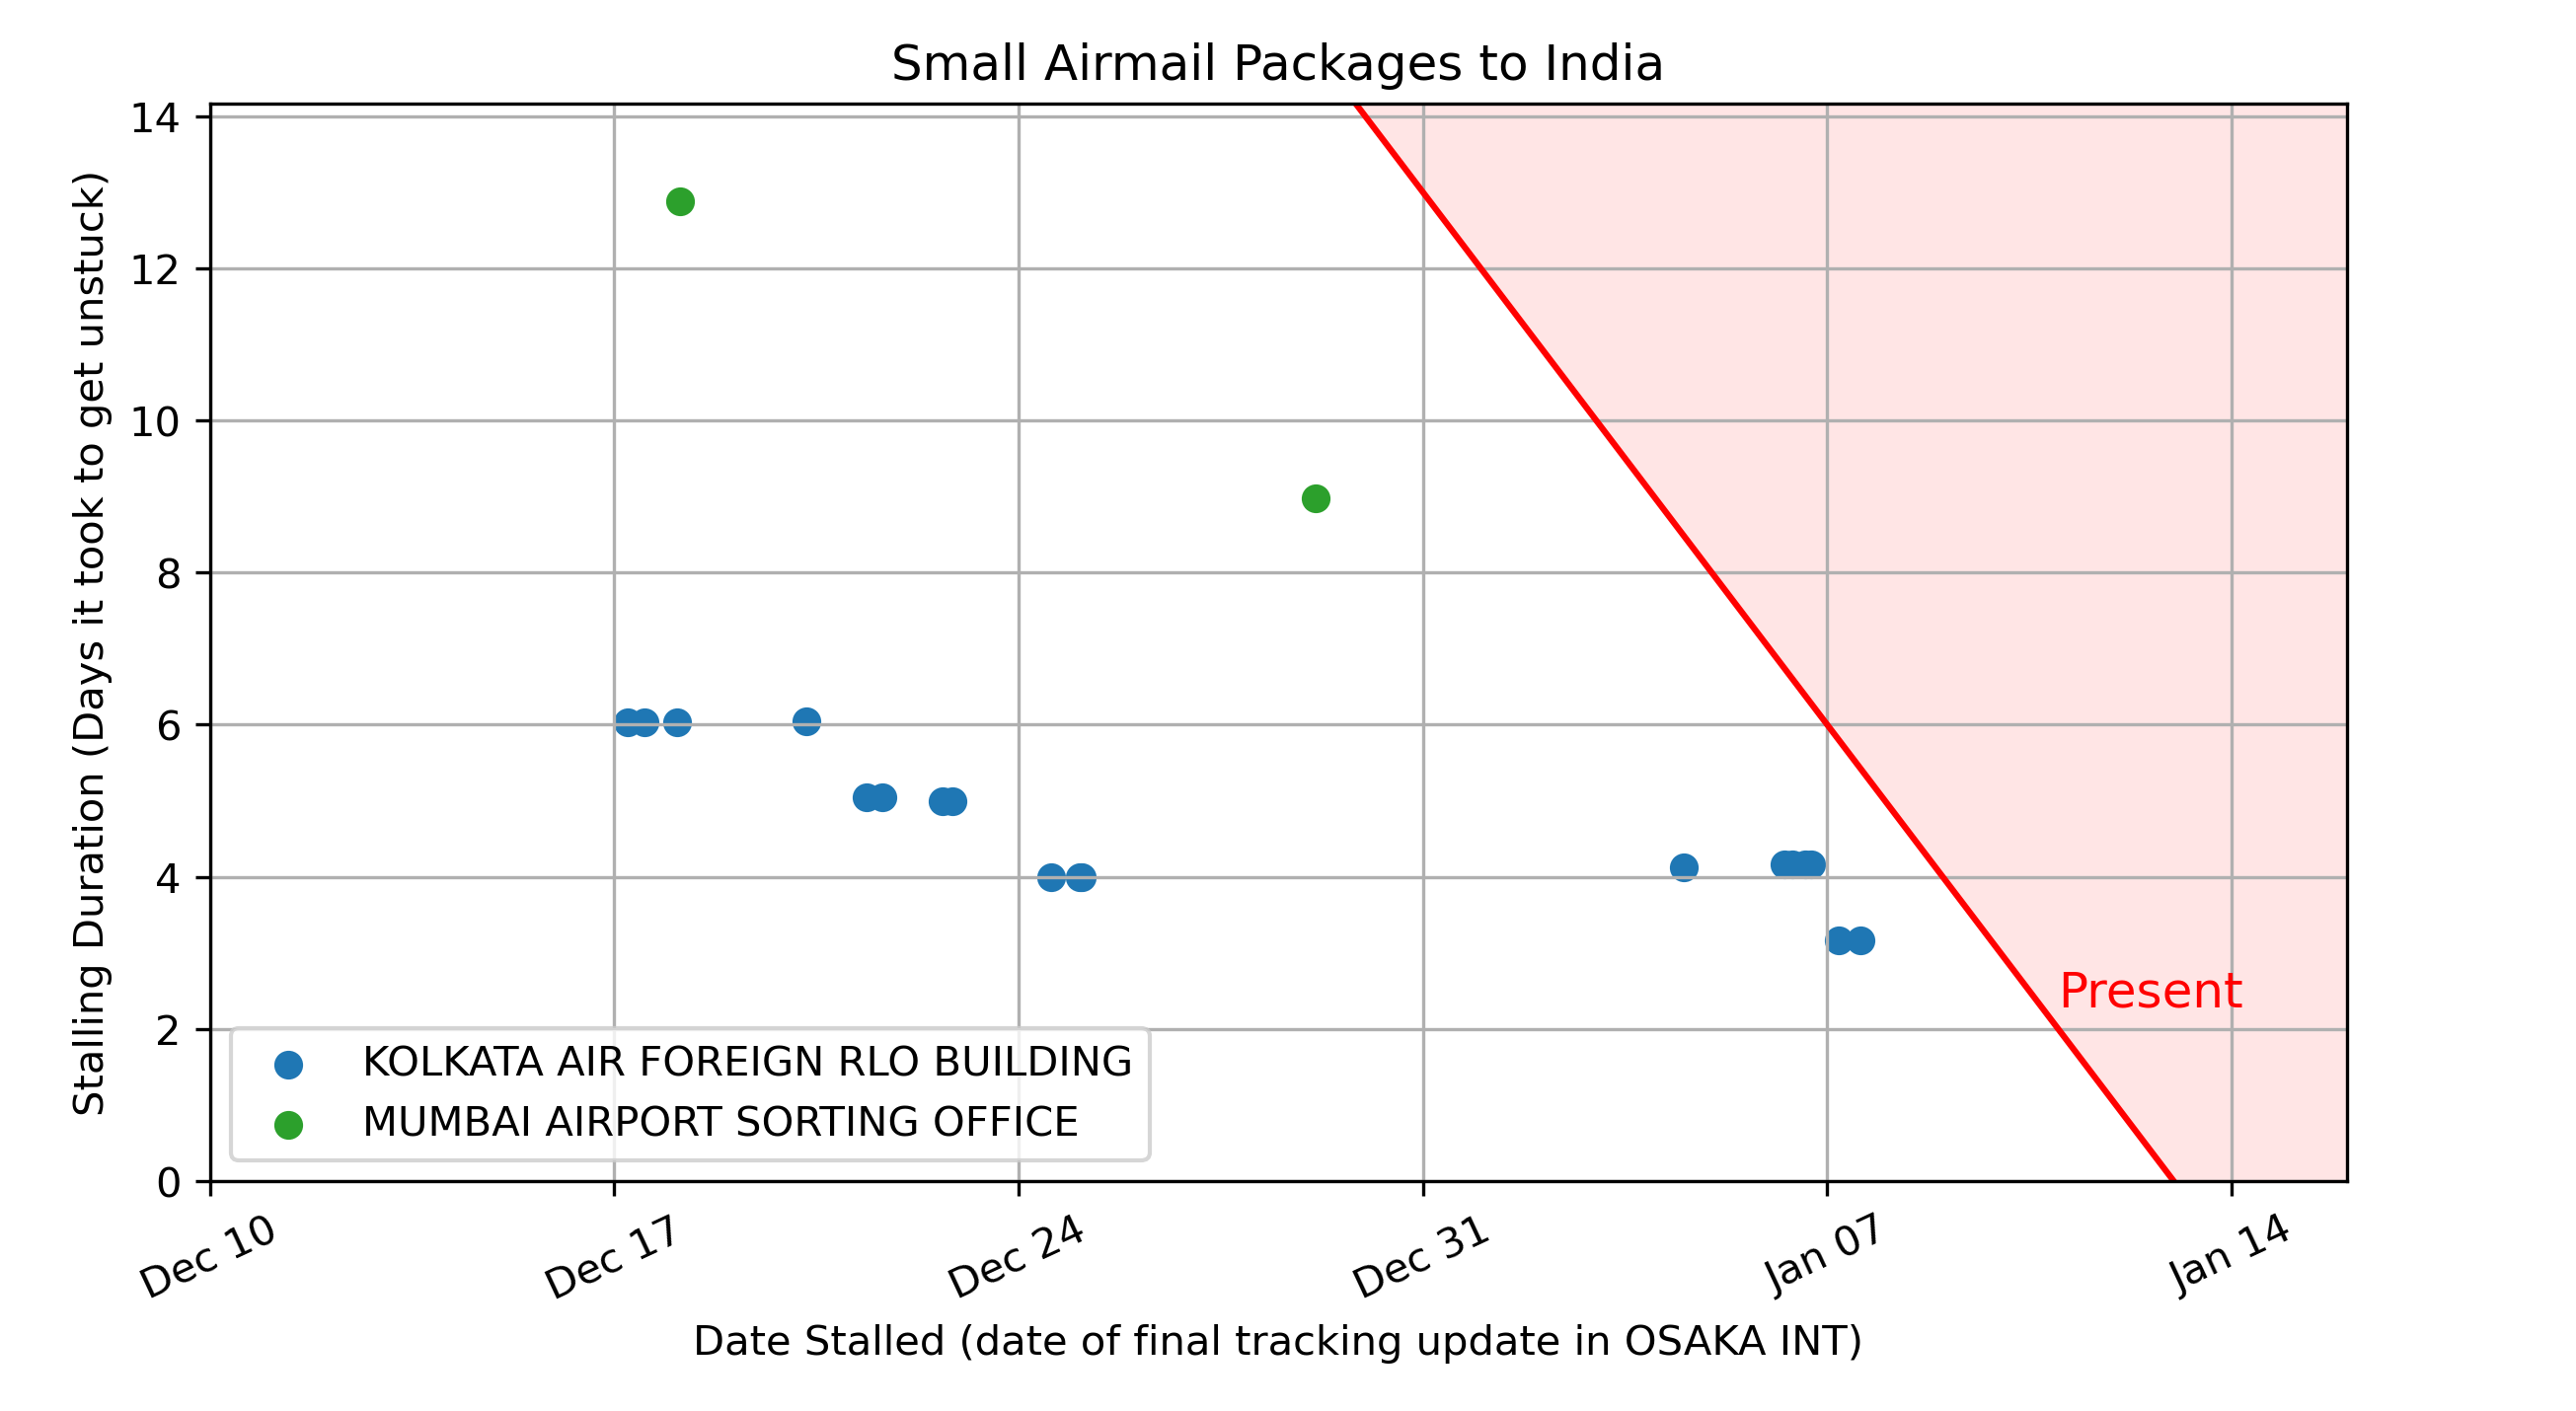 Small Airmail Packages to India
Stalling Duration (Days it took to get unstuck)
14
12
10
8
6
4
2
0
Present
KOLKATA AIR FOREIGN RLO BUILDING
MUMBAI AIRPORT SORTING OFFICE
Dec 10
Dec 17
Dec 24
Dec 31
Jan 07
Jan 14
Date Stalled (date of final tracking update in OSAKA INT)